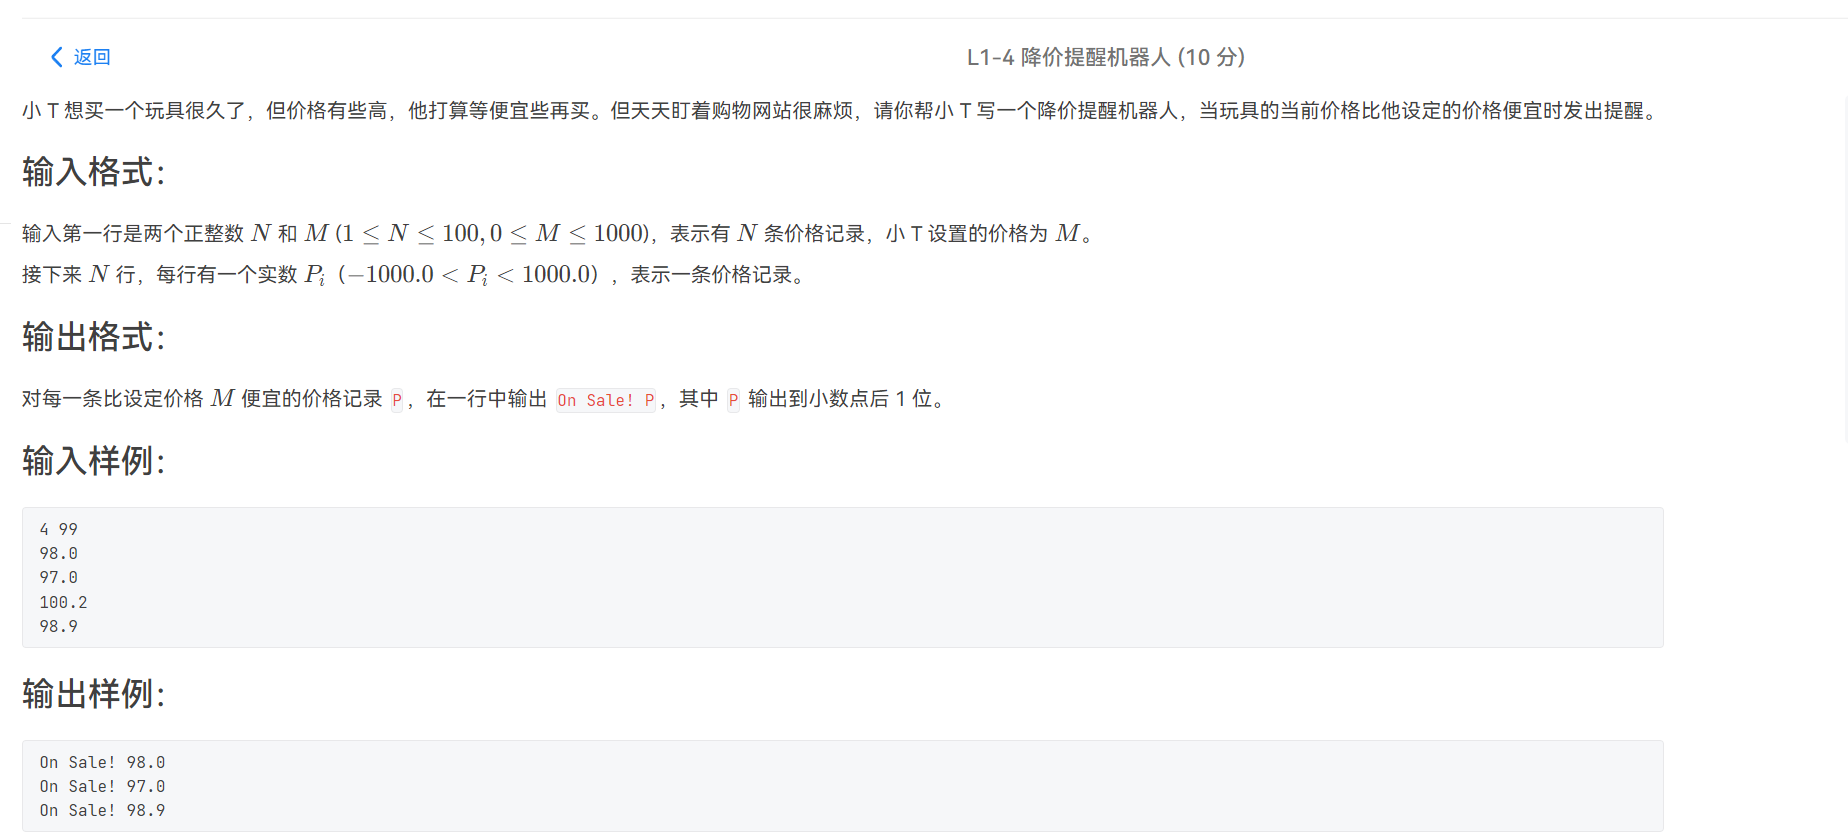 返回
L1-4 降价提醒机器人 (10 分)
小 T 想买一个玩具很久了，但价格有些高，他打算等便宜些再买。但天天盯着购物网站很麻烦，请你帮小 T 写一个降价提醒机器人，当玩具的当前价格比他设定的价格便宜时发出提醒。
输入格式：
输入第一行是两个正整数 N 和 M (1 ≤ N ≤ 100, 0 ≤ M ≤ 1000)，表示有 N 条价格记录，小 T 设置的价格为 M。
接下来 N 行，每行有一个实数 Pᵢ（−1000.0 < Pᵢ < 1000.0），表示一条价格记录。
输出格式：
对每一条比设定价格 M 便宜的价格记录 P，在一行中输出 On Sale! P，其中 P 输出到小数点后 1 位。
输入样例：
4 99
98.0
97.0
100.2
98.9
输出样例：
On Sale! 98.0
On Sale! 97.0
On Sale! 98.9